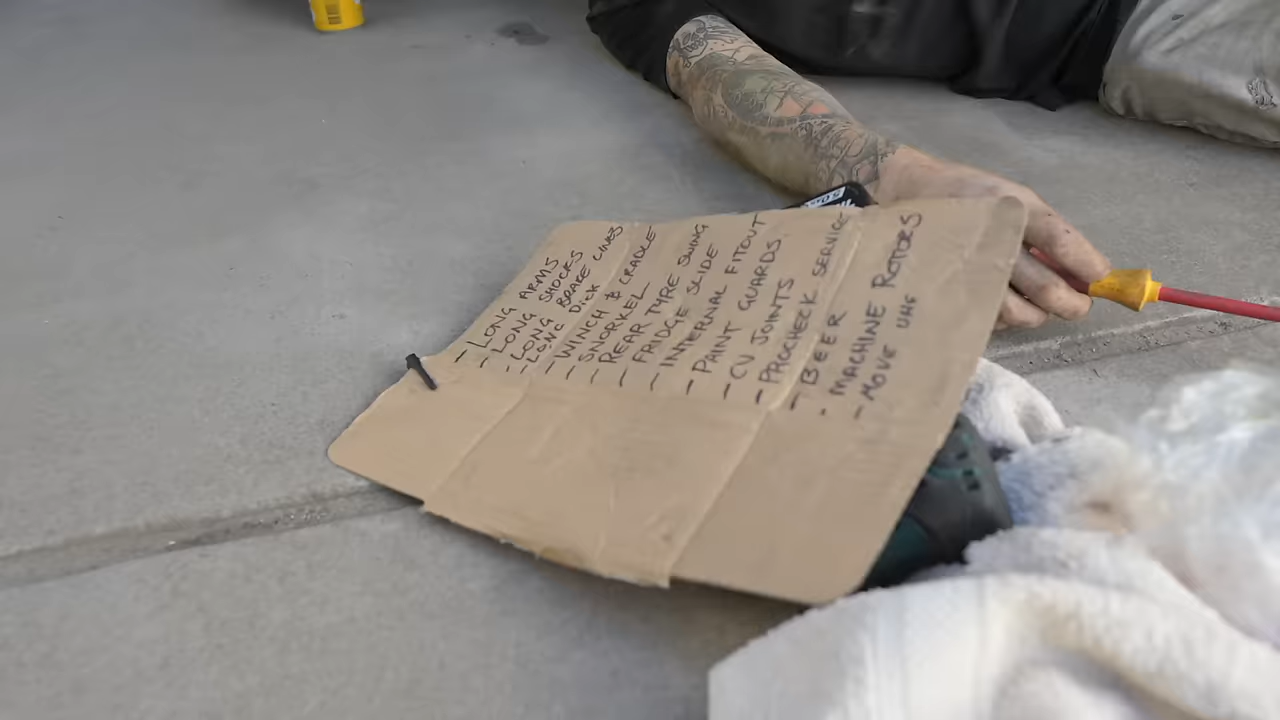 - LONG ARMS
- LONG SHOCKS
- LONG BRAKE LINES
- LONG DICK
- WINCH & CRADLE
- SNORKEL
- REAR TYRE SWING
- FRIDGE SLIDE
- INTERNAL FITOUT
- PAINT GUARDS
- CV JOINTS
- PROCHECK SERVICE
- BEER
- MACHINE ROTORS
- MOVE UHF